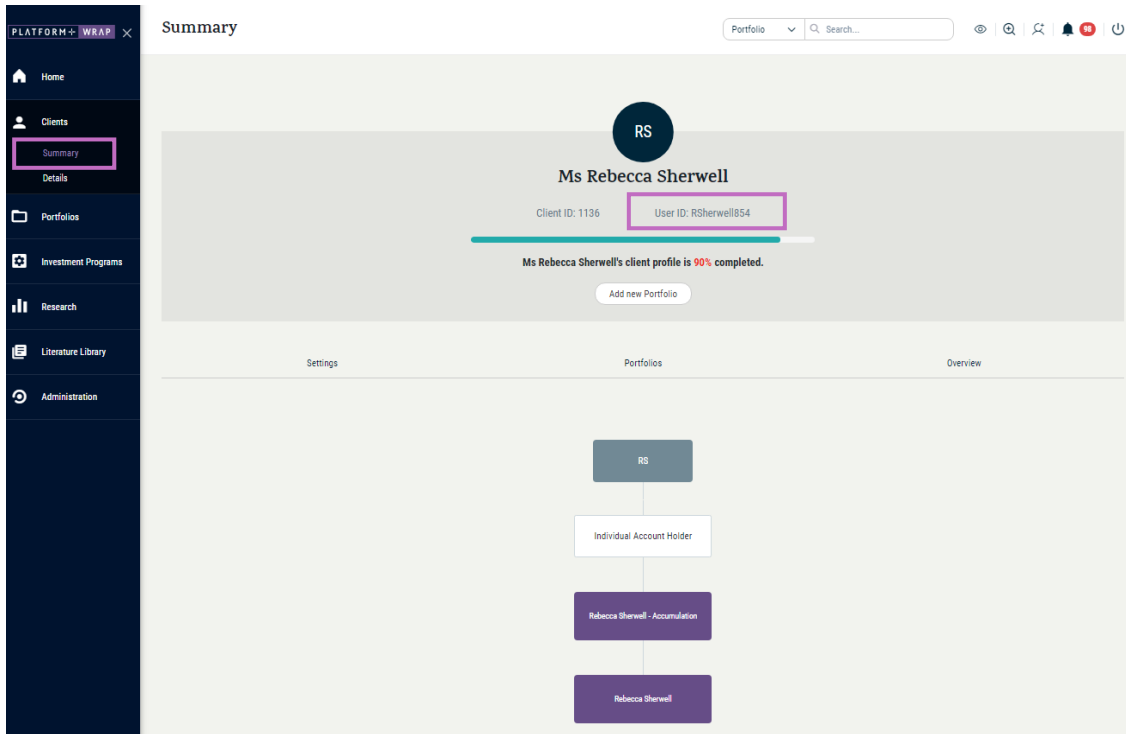 PLATFORM+ WRAP
Summary
Portfolio
Search...
98
Home
Clients
Summary
Details
Portfolios
Investment Programs
Research
Literature Library
Administration
RS
Ms Rebecca Sherwell
Client ID: 1136 User ID: RSherwell854
Ms Rebecca Sherwell's client profile is 90% completed.
Add new Portfolio
Settings Portfolios Overview
RS
Individual Account Holder
Rebecca Sherwell - Accumulation
Rebecca Sherwell